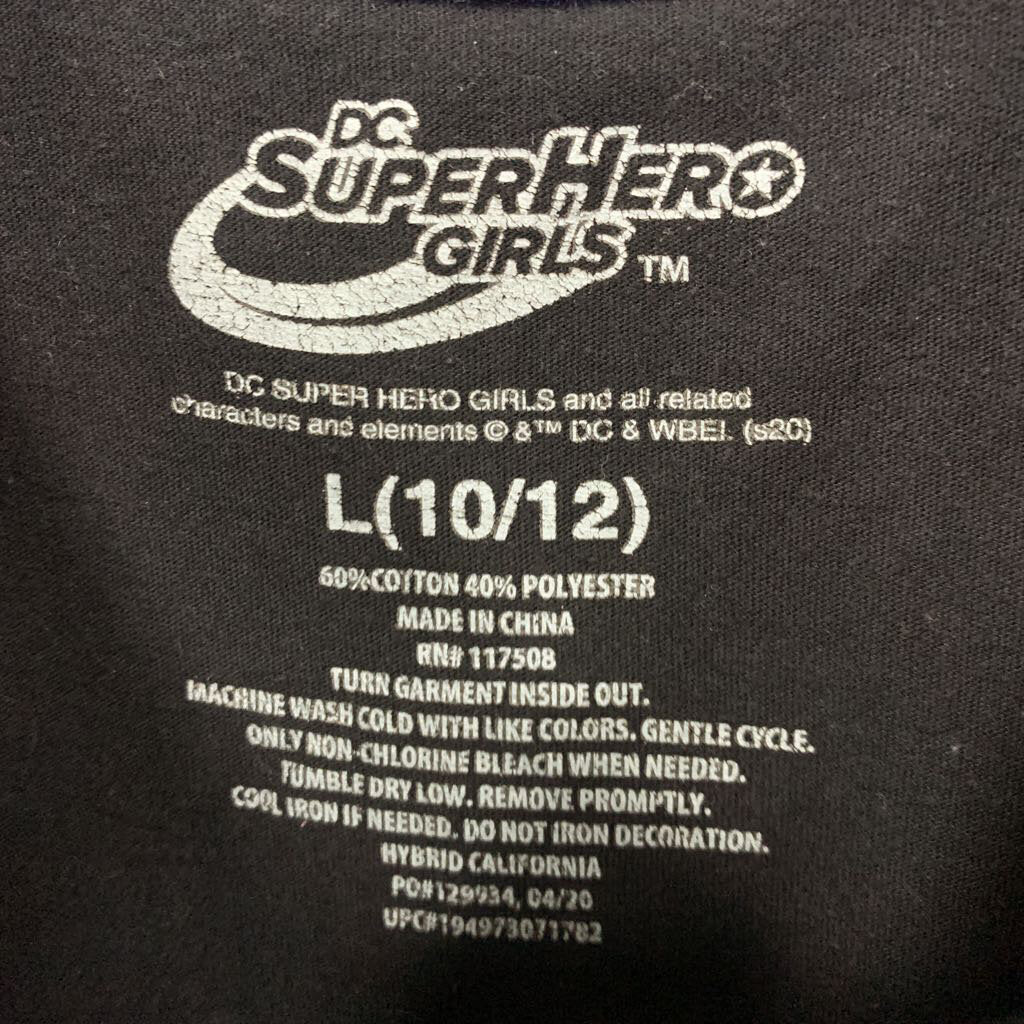 DC
SUPERHERO
GIRLS TM
DC SUPER HERO GIRLS and all related
characters and elements © &™ DC & WBEI. (s20)
L(10/12)
60%COTTON 40% POLYESTER
MADE IN CHINA
RN# 117508
TURN GARMENT INSIDE OUT.
MACHINE WASH COLD WITH LIKE COLORS. GENTLE CYCLE.
ONLY NON-CHLORINE BLEACH WHEN NEEDED.
TUMBLE DRY LOW. REMOVE PROMPTLY.
COOL IRON IF NEEDED. DO NOT IRON DECORATION.
HYBRID CALIFORNIA
PO#129934, 04/20
UPC#194973071782